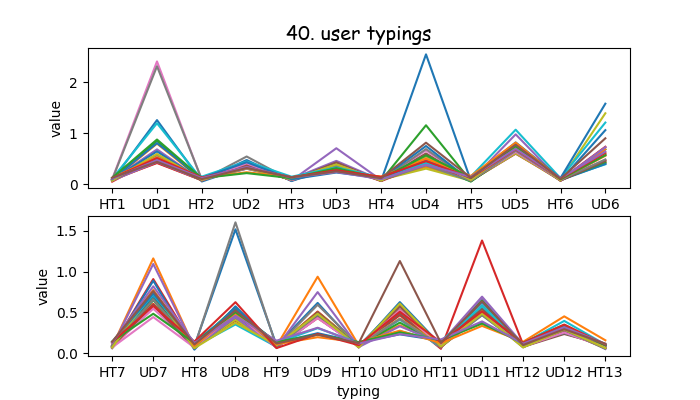 40. user typings
value
2
1
0
HT1 UD1 HT2 UD2 HT3 UD3 HT4 UD4 HT5 UD5 HT6 UD6
value
1.5
1.0
0.5
0.0
HT7 UD7 HT8 UD8 HT9 UD9 HT10 UD10 HT11 UD11 HT12 UD12 HT13
typing